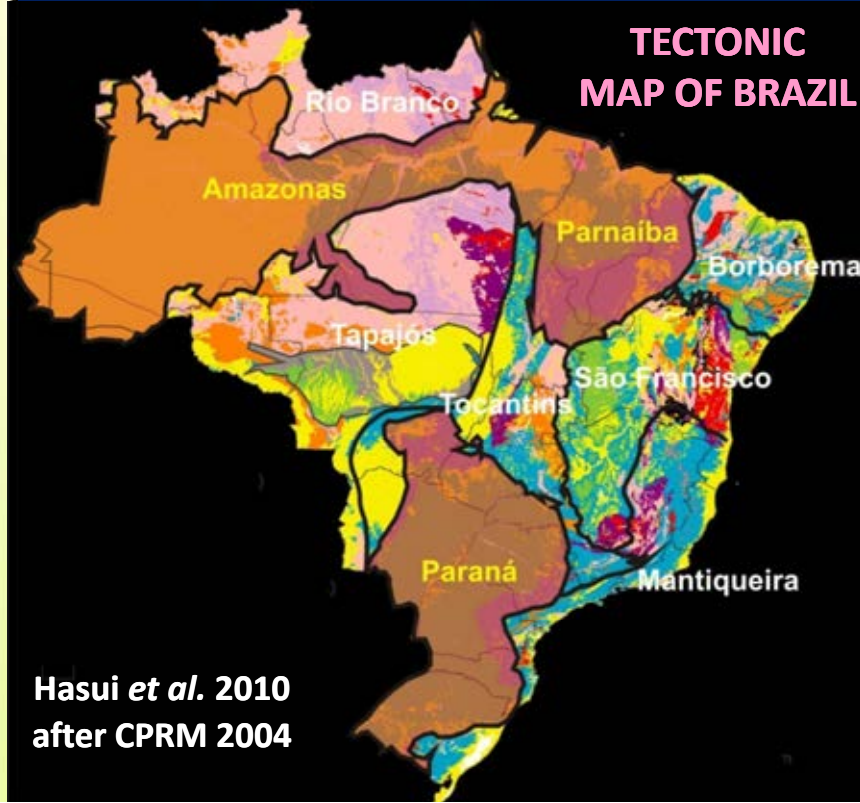 TECTONIC
MAP OF BRAZIL
Rio Branco
Amazonas
Parnaíba
Borborema
Tapajós
São Francisco
Tocantins
Paraná
Mantiqueira
Hasui et al. 2010
after CPRM 2004